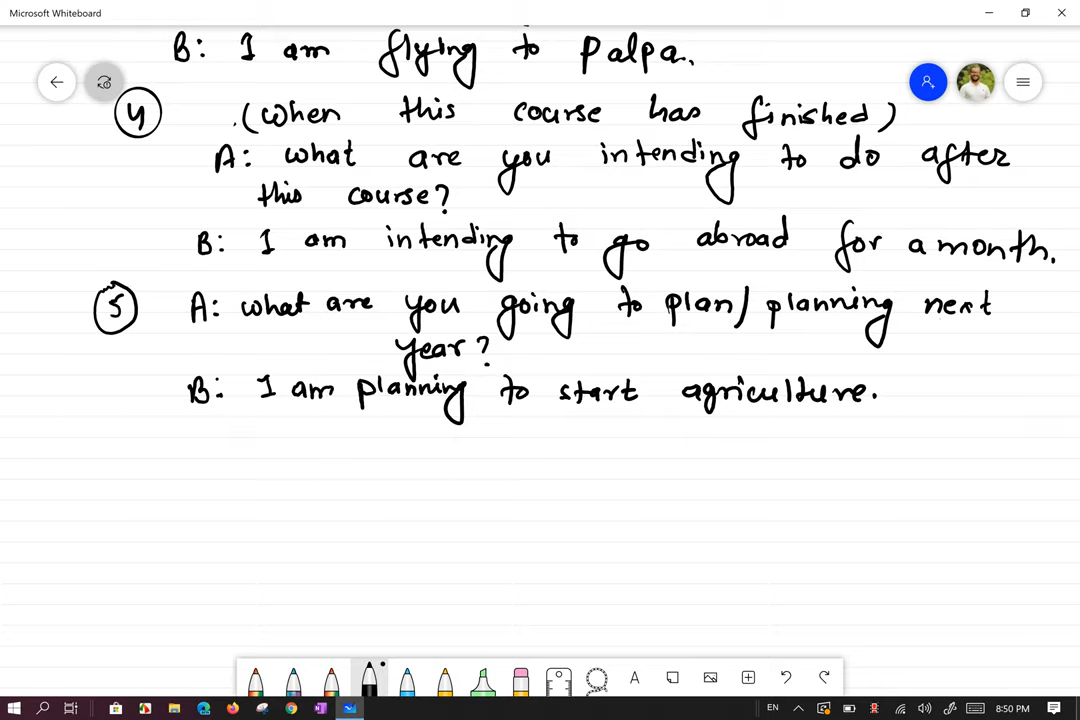 Microsoft Whiteboard
B: I am flying to Palpa.
4 (When this course has finished)
A: what are you intending to do after
this course?
B: I am intending to go abroad for a month.
5 A: what are you going to plan/planning next
year?
B: I am planning to start agriculture.
A
EN 8:50 PM